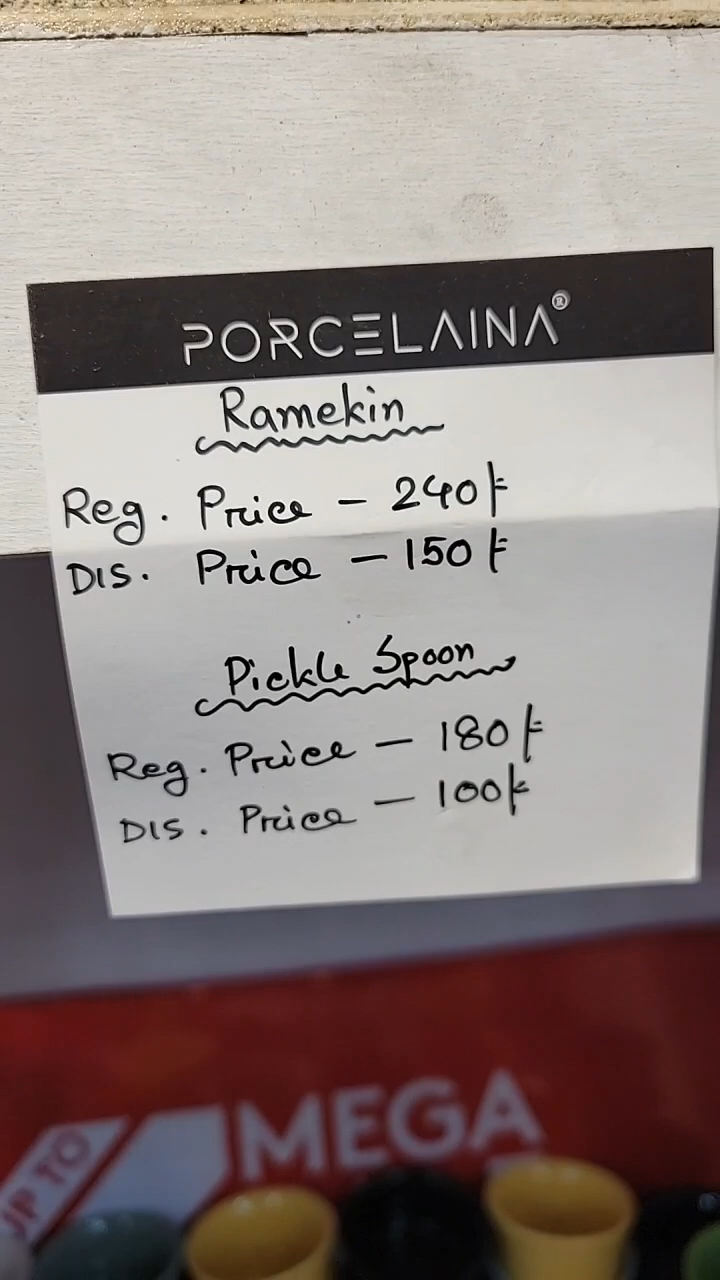 PORCELAINA®
Ramekin
Reg. Price - 240/-
DIS. Price - 150/-
Pickle Spoon
Reg. Price - 180/-
DIS. Price - 100/-
UP TO
MEGA